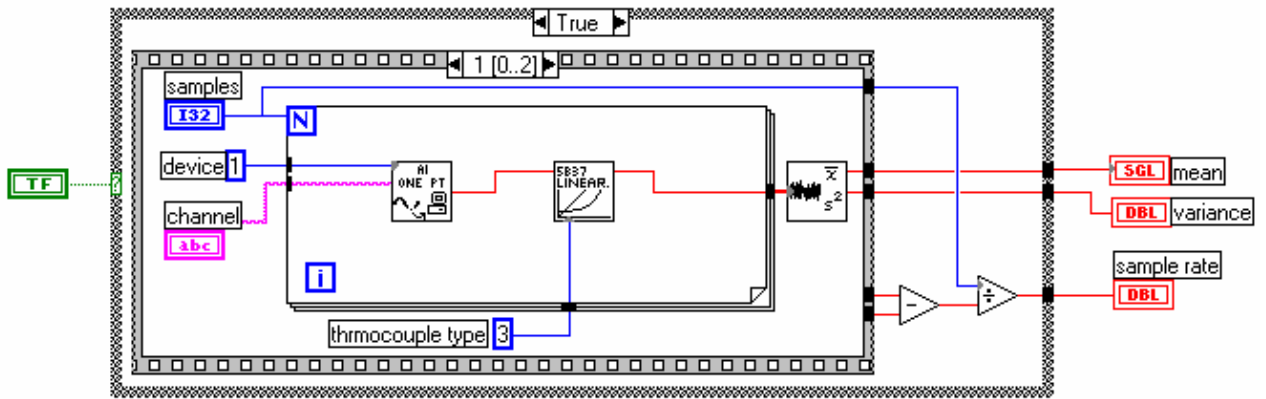 True
1 [0..2]
samples
I32
N
device 1
AI
ONE PT
5B37
LINEAR.
x
s2
SGL mean
TF
channel
abc
DBL variance
i
sample rate
DBL
thrmocouple type 3
- ÷